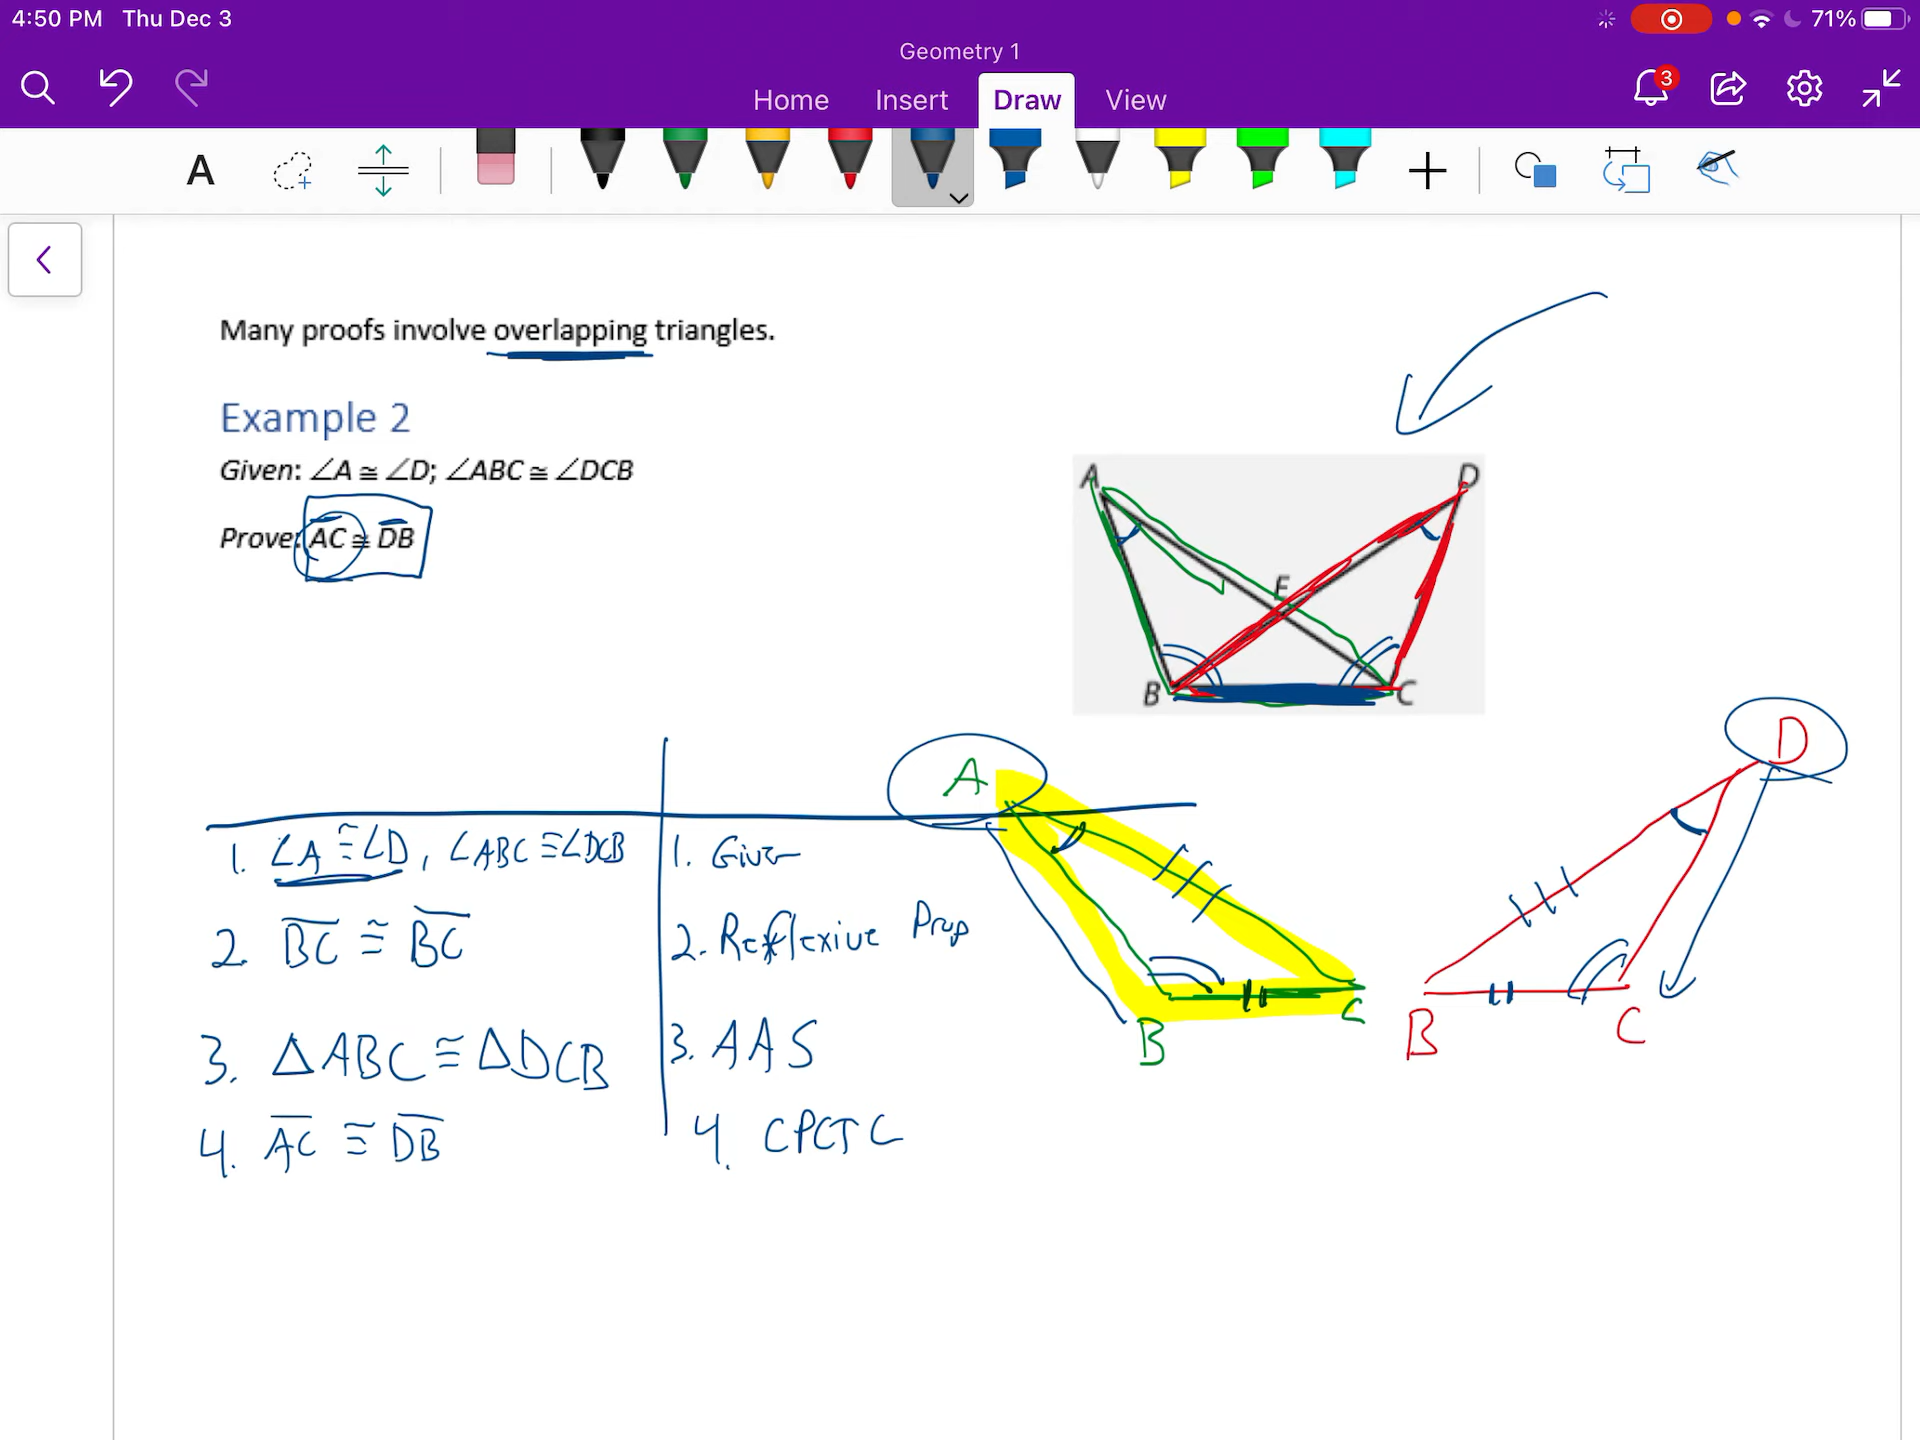 4:50 PM Thu Dec 3
71%
Geometry 1
3
Home Insert Draw View
A
Many proofs involve overlapping triangles.
Example 2
Given: ∠A ≅ ∠D; ∠ABC ≅ ∠DCB
Prove: AC ≅ DB
A D
E
B C
A D
B C B C
1. ∠A ≅ ∠D, ∠ABC ≅ ∠DCB 1. Given
2. BC ≅ BC 2. Reflexive Prop
3. △ABC ≅ △DCB 3. AAS
4. AC ≅ DB 4. CPCTC